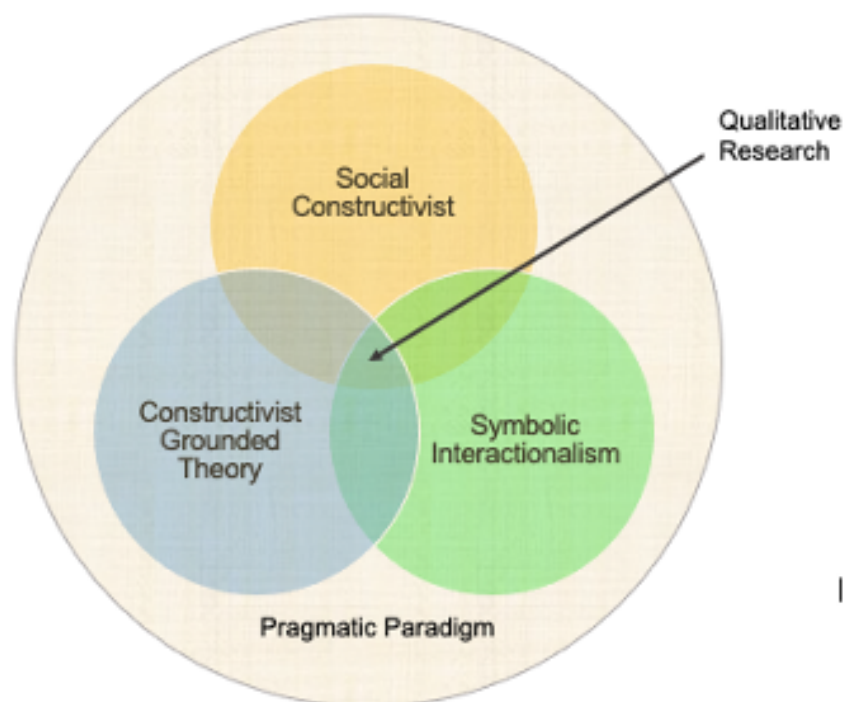 Qualitative
Research
Social
Constructivist
Constructivist
Grounded
Theory
Symbolic
Interactionalism
Pragmatic Paradigm